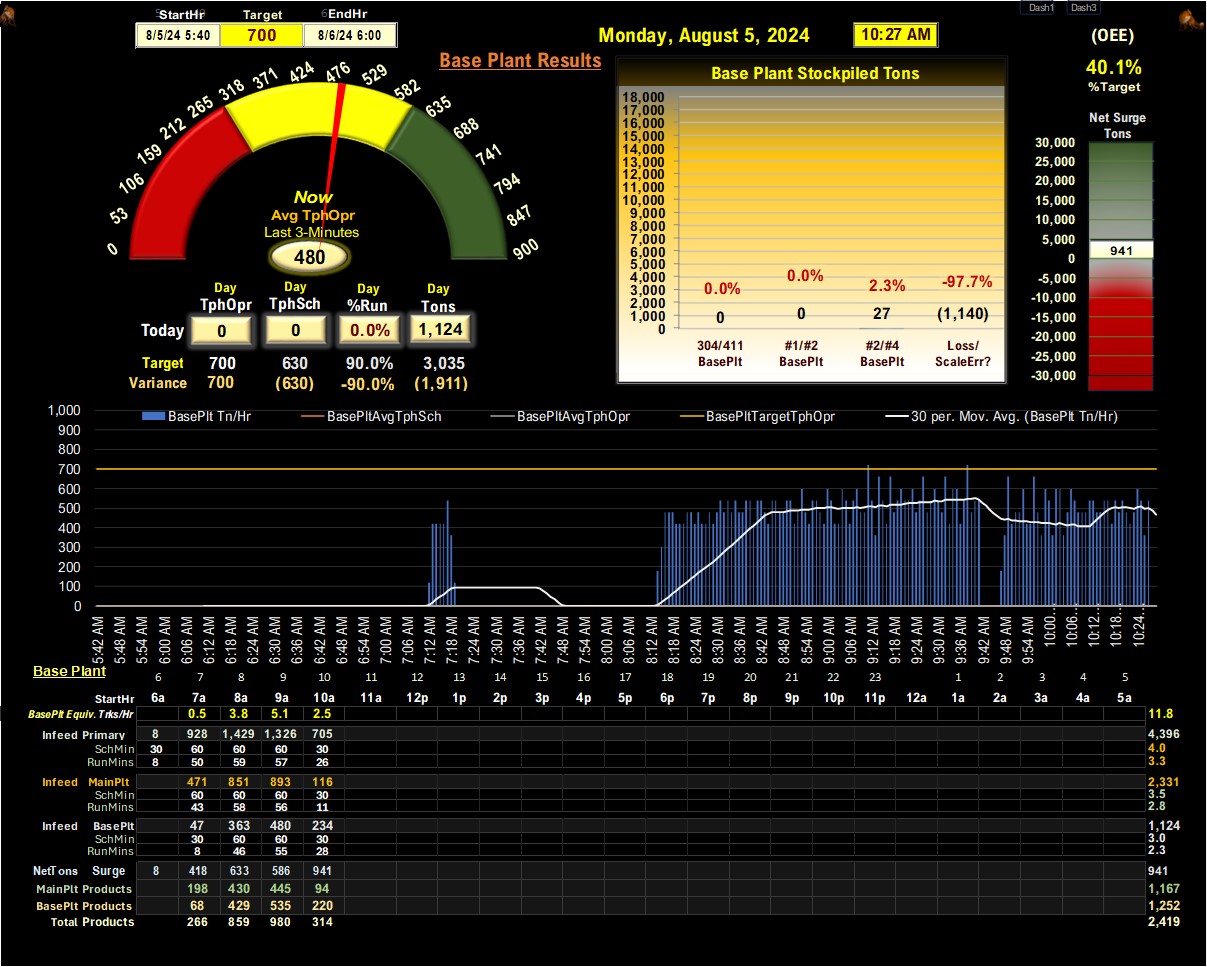 Dash1 Dash3
StartHr Target EndHr
8/5/24 5:40 700 8/6/24 6:00
Monday, August 5, 2024 10:27 AM
(OEE)
40.1%
%Target
Base Plant Results
0 53 106 159 212 265 318 371 424 476 529 582 635 688 741 794 847 900
Now
Avg TphOpr
Last 3-Minutes
480
Day Day Day Day
TphOpr TphSch %Run Tons
Today 0 0 0.0% 1,124
Target 700 630 90.0% 3,035
Variance 700 (630) -90.0% (1,911)
Base Plant Stockpiled Tons
18,000
17,000
16,000
15,000
14,000
13,000
12,000
11,000
10,000
9,000
8,000
7,000
6,000
5,000
4,000
3,000
2,000
1,000
0
0.0% 0.0% 2.3% -97.7%
0 0 27 (1,140)
304/411 #1/#2 #2/#4 Loss/
BasePlt BasePlt BasePlt ScaleErr?
Net Surge
Tons
30,000
25,000
20,000
15,000
10,000
5,000
0
-5,000
-10,000
-15,000
-20,000
-25,000
-30,000
941
BasePlt Tn/Hr BasePltAvgTphSch BasePltAvgTphOpr BasePltTargetTphOpr 30 per. Mov. Avg. (BasePlt Tn/Hr)
1,000
900
800
700
600
500
400
300
200
100
0
5:42 AM 5:48 AM 5:54 AM 6:00 AM 6:06 AM 6:12 AM 6:18 AM 6:24 AM 6:30 AM 6:36 AM 6:42 AM 6:48 AM 6:54 AM 7:00 AM 7:06 AM 7:12 AM 7:18 AM 7:24 AM 7:30 AM 7:36 AM 7:42 AM 7:48 AM 7:54 AM 8:00 AM 8:06 AM 8:12 AM 8:18 AM 8:24 AM 8:30 AM 8:36 AM 8:42 AM 8:48 AM 8:54 AM 9:00 AM 9:06 AM 9:12 AM 9:18 AM 9:24 AM 9:30 AM 9:36 AM 9:42 AM 9:48 AM 9:54 AM 10:00... 10:06... 10:12... 10:18... 10:24...
Base Plant
6 7 8 9 10 11 12 13 14 15 16 17 18 19 20 21 22 23 1 2 3 4 5
StartHr 6a 7a 8a 9a 10a 11a 12p 1p 2p 3p 4p 5p 6p 7p 8p 9p 10p 11p 12a 1a 2a 3a 4a 5a
BasePlt Equiv. Trks/Hr 0.5 3.8 5.1 2.5 11.8
Infeed Primary 8 928 1,429 1,326 705 4,396
SchMin 30 60 60 60 30 4.0
RunMins 8 50 59 57 26 3.3
Infeed MainPlt 471 851 893 116 2,331
SchMin 60 60 60 30 3.5
RunMins 43 58 56 11 2.8
Infeed BasePlt 47 363 480 234 1,124
SchMin 30 60 60 30 3.0
RunMins 8 46 55 28 2.3
NetTons Surge 8 418 633 586 941 941
MainPlt Products 198 430 445 94 1,167
BasePlt Products 68 429 535 220 1,252
Total Products 266 859 980 314 2,419